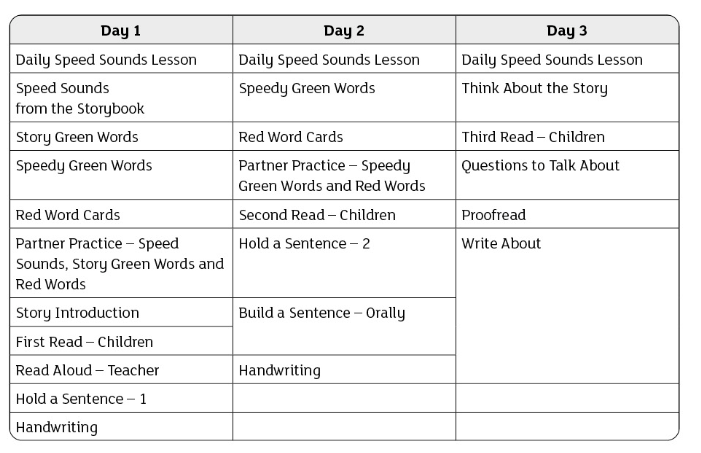 Day 1
Day 2
Day 3
Daily Speed Sounds Lesson
Daily Speed Sounds Lesson
Daily Speed Sounds Lesson
Speed Sounds
from the Storybook
Speedy Green Words
Think About the Story
Story Green Words
Red Word Cards
Third Read – Children
Speedy Green Words
Partner Practice – Speedy
Green Words and Red Words
Questions to Talk About
Red Word Cards
Second Read – Children
Proofread
Partner Practice – Speed
Sounds, Story Green Words and
Red Words
Hold a Sentence – 2
Write About
Story Introduction
Build a Sentence – Orally
First Read – Children
Read Aloud – Teacher
Handwriting
Hold a Sentence – 1
Handwriting